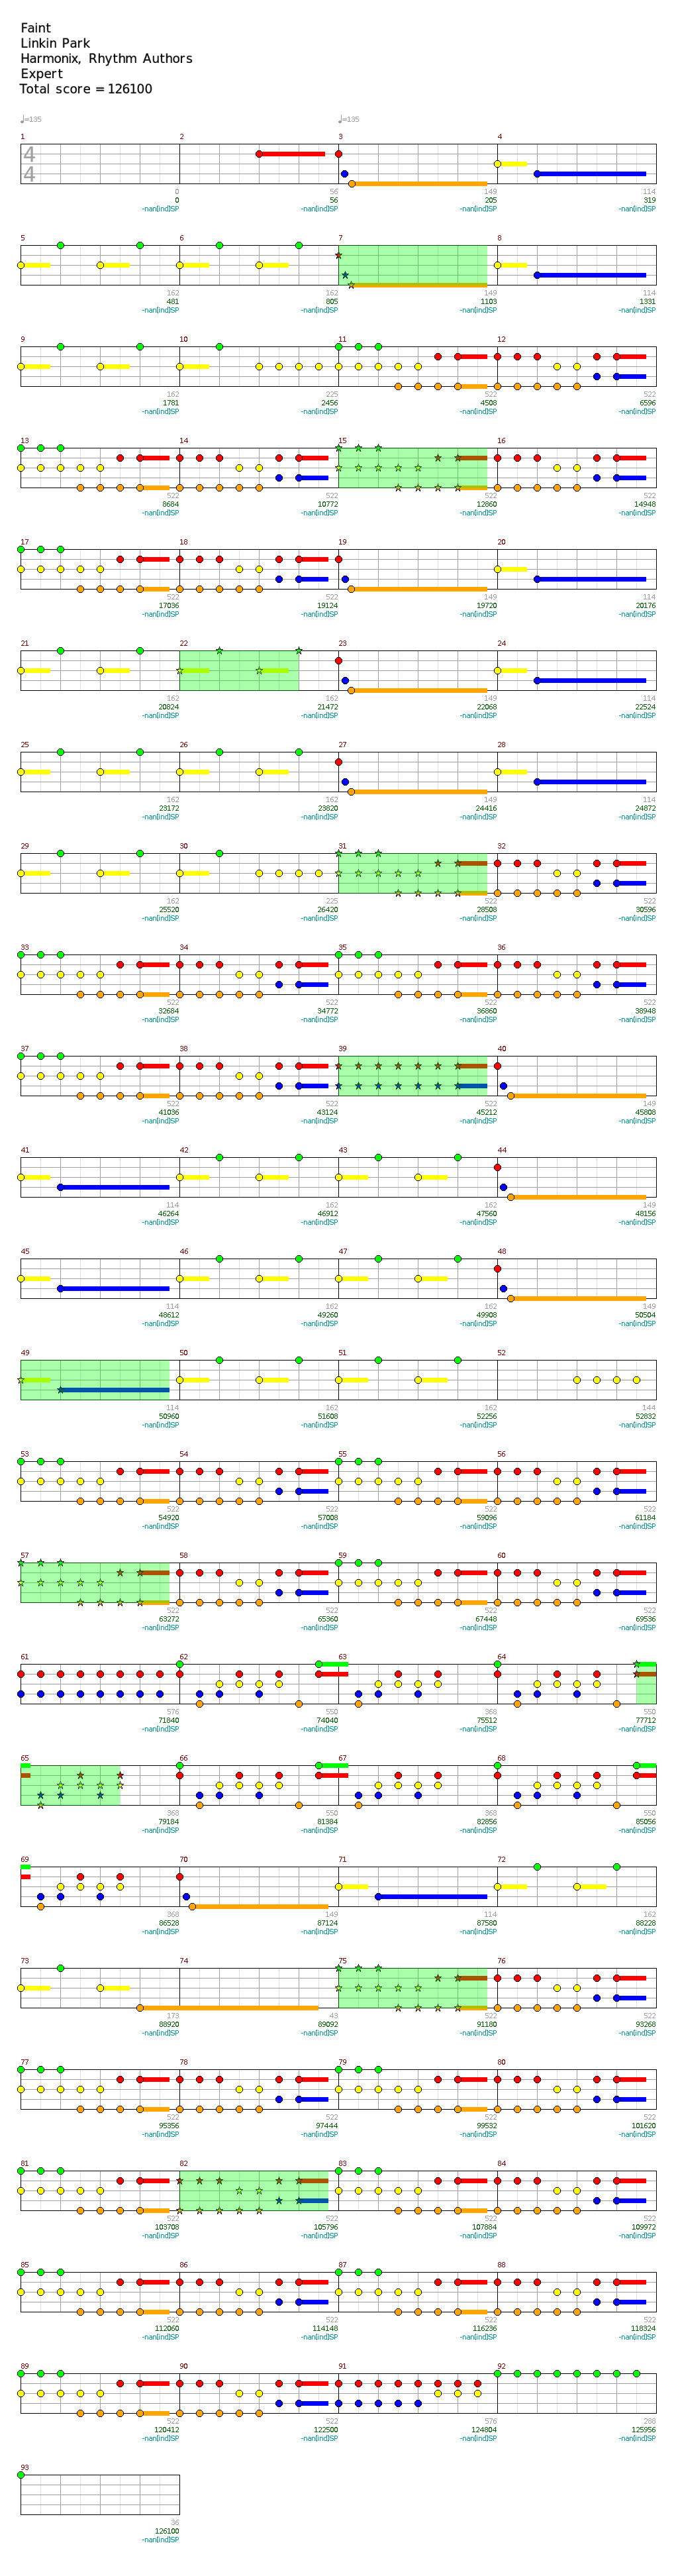 Faint
Linkin Park
Harmonix, Rhythm Authors
Expert
Total score = 126100
♩=135 ♩=135
1 2 3 4
4
4
0 56 149 114
0 56 205 319
-nan[ind]SP -nan[ind]SP -nan[ind]SP -nan[ind]SP
5 6 7 8
162 162 149 114
481 805 1103 1331
-nan[ind]SP -nan[ind]SP -nan[ind]SP -nan[ind]SP
9 10 11 12
162 225 522 522
1781 2456 4508 6596
-nan[ind]SP -nan[ind]SP -nan[ind]SP -nan[ind]SP
13 14 15 16
522 522 522 522
8684 10772 12860 14948
-nan[ind]SP -nan[ind]SP -nan[ind]SP -nan[ind]SP
17 18 19 20
522 522 149 114
17036 19124 19720 20176
-nan[ind]SP -nan[ind]SP -nan[ind]SP -nan[ind]SP
21 22 23 24
162 162 149 114
20824 21472 22068 22524
-nan[ind]SP -nan[ind]SP -nan[ind]SP -nan[ind]SP
25 26 27 28
162 162 149 114
23172 23820 24416 24872
-nan[ind]SP -nan[ind]SP -nan[ind]SP -nan[ind]SP
29 30 31 32
162 225 522 522
25520 26420 28508 30596
-nan[ind]SP -nan[ind]SP -nan[ind]SP -nan[ind]SP
33 34 35 36
522 522 522 522
32684 34772 36860 38948
-nan[ind]SP -nan[ind]SP -nan[ind]SP -nan[ind]SP
37 38 39 40
522 522 522 149
41036 43124 45212 45808
-nan[ind]SP -nan[ind]SP -nan[ind]SP -nan[ind]SP
41 42 43 44
114 162 162 149
46264 46912 47560 48156
-nan[ind]SP -nan[ind]SP -nan[ind]SP -nan[ind]SP
45 46 47 48
114 162 162 149
48612 49260 49908 50504
-nan[ind]SP -nan[ind]SP -nan[ind]SP -nan[ind]SP
49 50 51 52
114 162 162 144
50960 51608 52256 52832
-nan[ind]SP -nan[ind]SP -nan[ind]SP -nan[ind]SP
53 54 55 56
522 522 522 522
54920 57008 59096 61184
-nan[ind]SP -nan[ind]SP -nan[ind]SP -nan[ind]SP
57 58 59 60
522 522 522 522
63272 65360 67448 69536
-nan[ind]SP -nan[ind]SP -nan[ind]SP -nan[ind]SP
61 62 63 64
576 550 368 550
71840 74040 75512 77712
-nan[ind]SP -nan[ind]SP -nan[ind]SP -nan[ind]SP
65 66 67 68
368 550 368 550
79184 81384 82856 85056
-nan[ind]SP -nan[ind]SP -nan[ind]SP -nan[ind]SP
69 70 71 72
368 149 114 162
86528 87124 87580 88228
-nan[ind]SP -nan[ind]SP -nan[ind]SP -nan[ind]SP
73 74 75 76
173 43 522 522
88920 89092 91180 93268
-nan[ind]SP -nan[ind]SP -nan[ind]SP -nan[ind]SP
77 78 79 80
522 522 522 522
95356 97444 99532 101620
-nan[ind]SP -nan[ind]SP -nan[ind]SP -nan[ind]SP
81 82 83 84
522 522 522 522
103708 105796 107884 109972
-nan[ind]SP -nan[ind]SP -nan[ind]SP -nan[ind]SP
85 86 87 88
522 522 522 522
112060 114148 116236 118324
-nan[ind]SP -nan[ind]SP -nan[ind]SP -nan[ind]SP
89 90 91 92
522 522 576 288
120412 122500 124804 125956
-nan[ind]SP -nan[ind]SP -nan[ind]SP -nan[ind]SP
93
36
126100
-nan[ind]SP